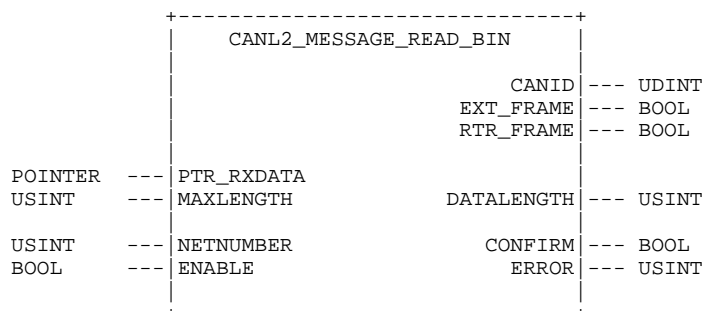 CANL2_MESSAGE_READ_BIN
CANID --- UDINT
EXT_FRAME --- BOOL
RTR_FRAME --- BOOL
POINTER --- PTR_RXDATA
USINT --- MAXLENGTH DATALENGTH --- USINT
USINT --- NETNUMBER CONFIRM --- BOOL
BOOL --- ENABLE ERROR --- USINT